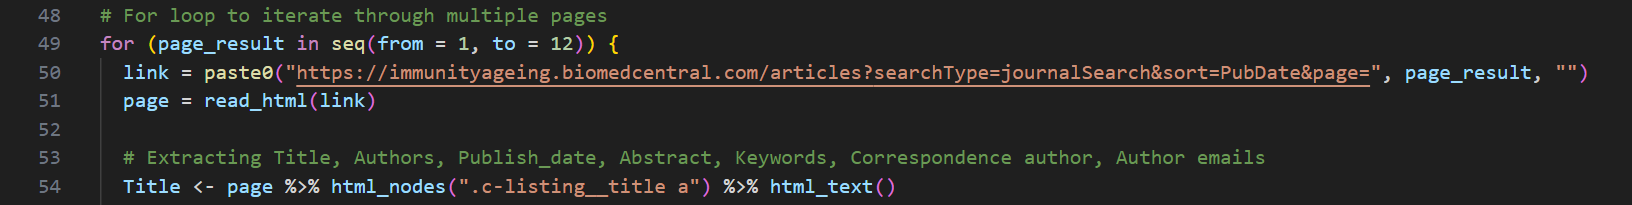 48 # For loop to iterate through multiple pages
49 for (page_result in seq(from = 1, to = 12)) {
50 link = paste0("https://immunityageing.biomedcentral.com/articles?searchType=journalSearch&sort=PubDate&page=", page_result, "")
51 page = read_html(link)
52
53 # Extracting Title, Authors, Publish_date, Abstract, Keywords, Correspondence author, Author emails
54 Title <- page %>% html_nodes(".c-listing__title a") %>% html_text()